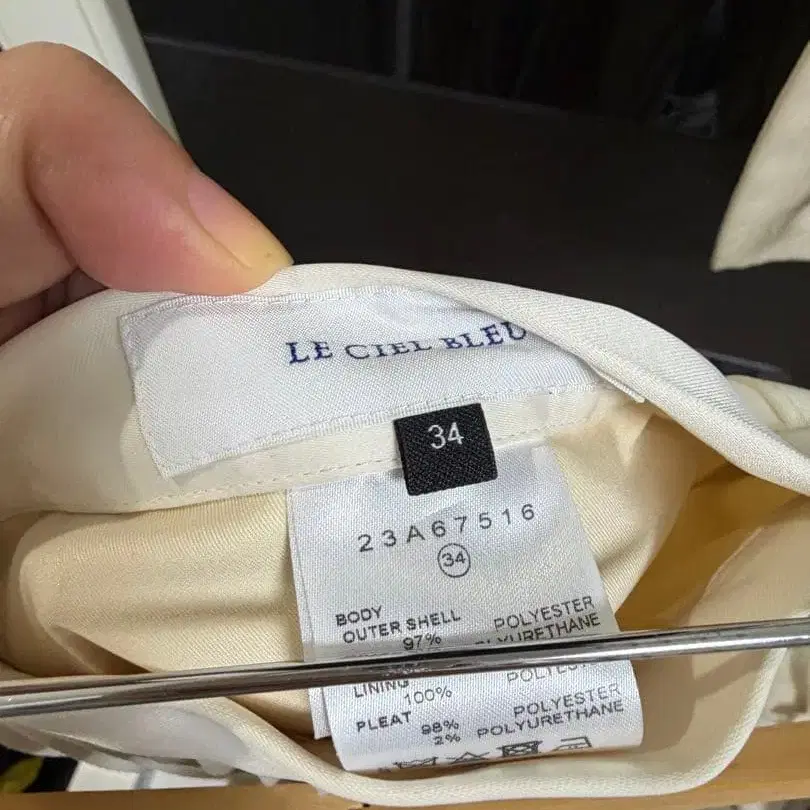 LE CIEL BLEU
34
23A67516
34
BODY
OUTER SHELL POLYESTER
97% POLYURETHANE
LINING 100% POLYESTER
PLEAT 98% POLYESTER
2% POLYURETHANE